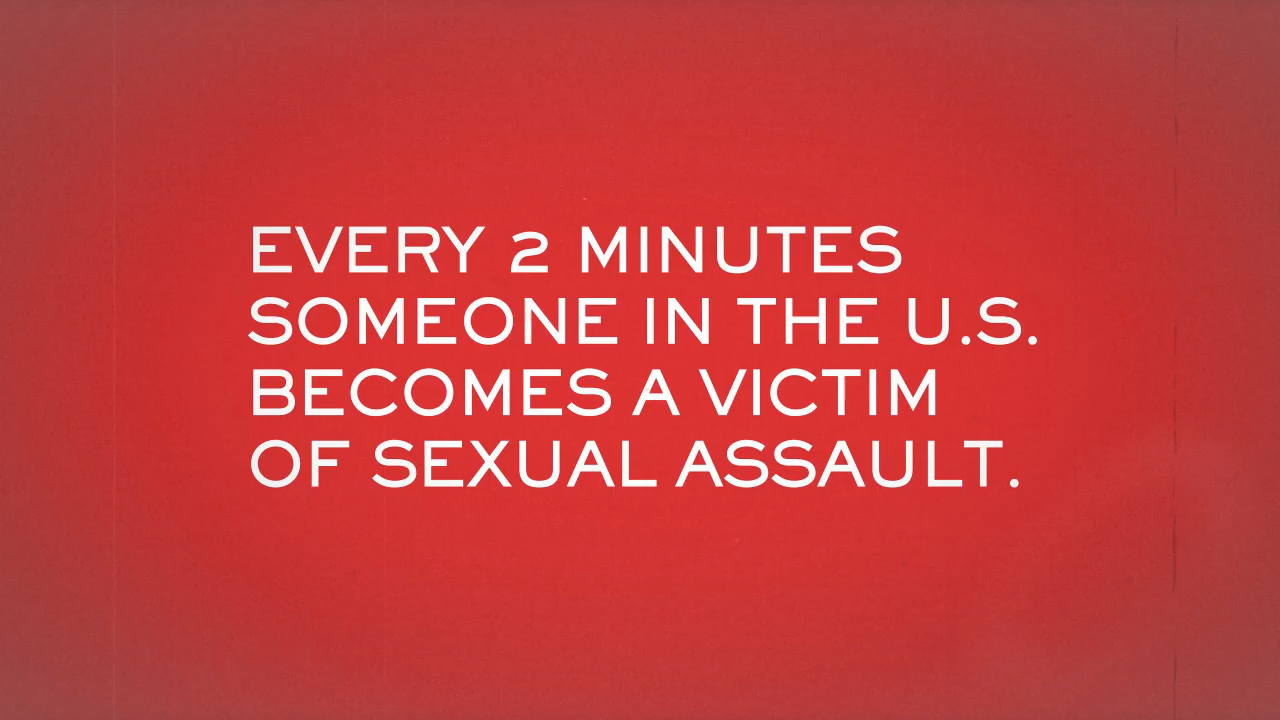 EVERY 2 MINUTES
SOMEONE IN THE U.S.
BECOMES A VICTIM
OF SEXUAL ASSAULT.